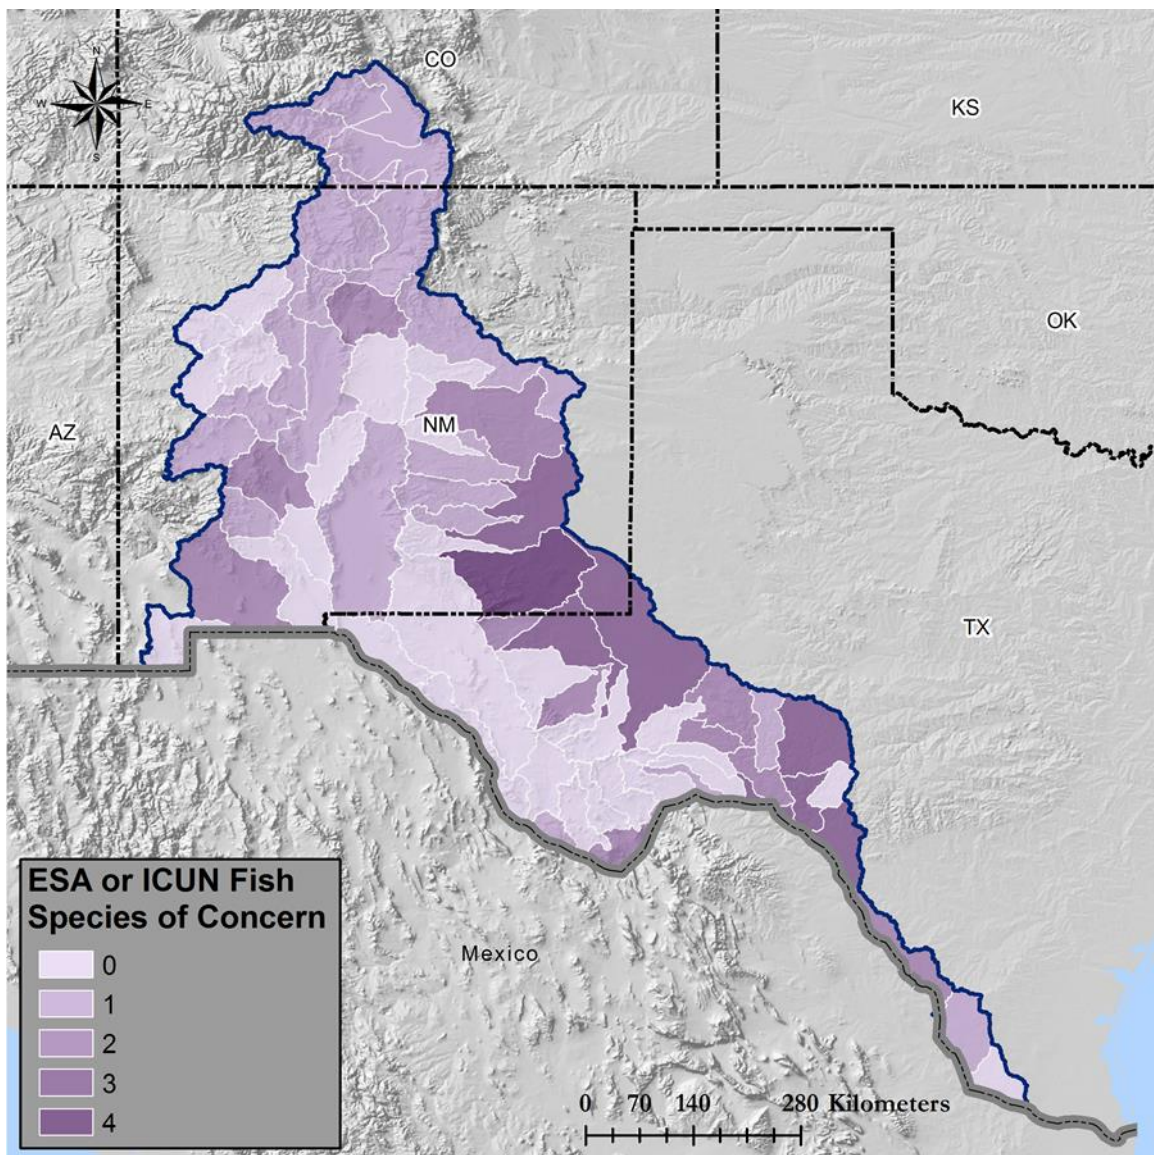 N
CO
W
E
KS
S
OK
AZ
NM
TX
ESA or ICUN Fish
Species of Concern
0
1
2
3
4
Mexico
0 70 140 280 Kilometers